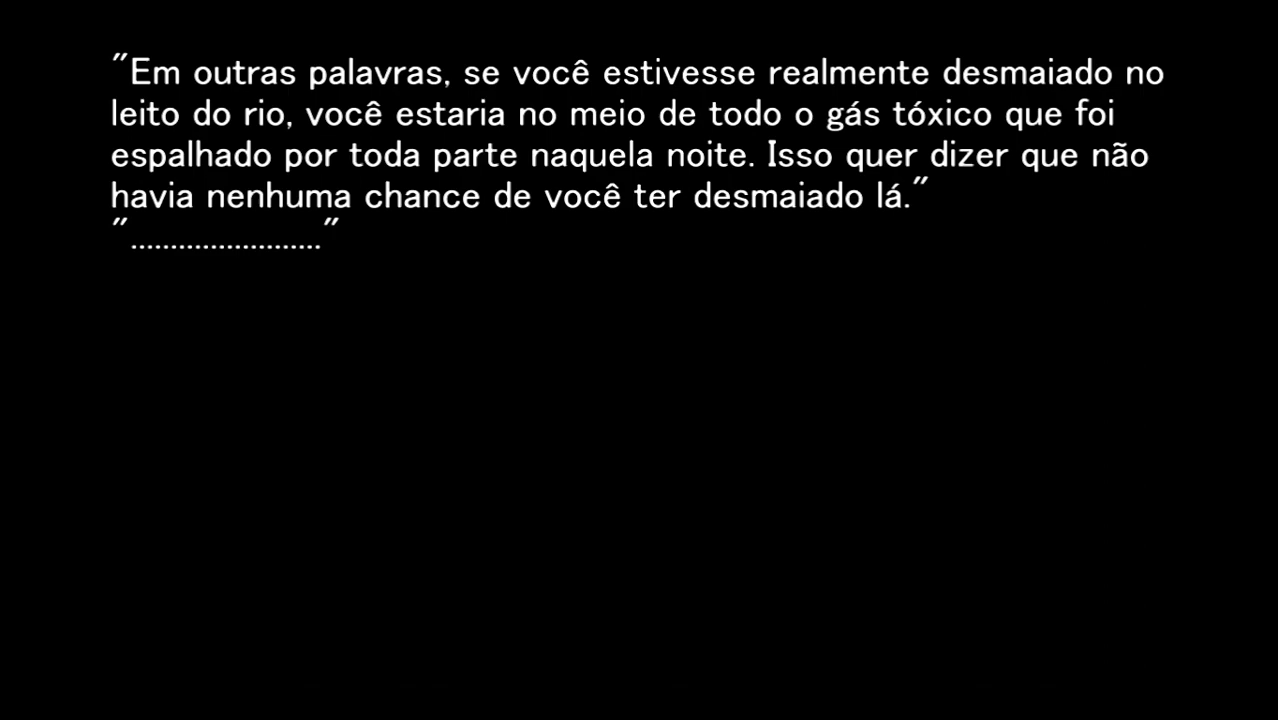 "Em outras palavras, se você estivesse realmente desmaiado no
leito do rio, você estaria no meio de todo o gás tóxico que foi
espalhado por toda parte naquela noite. Isso quer dizer que não
havia nenhuma chance de você ter desmaiado lá."
"........................"